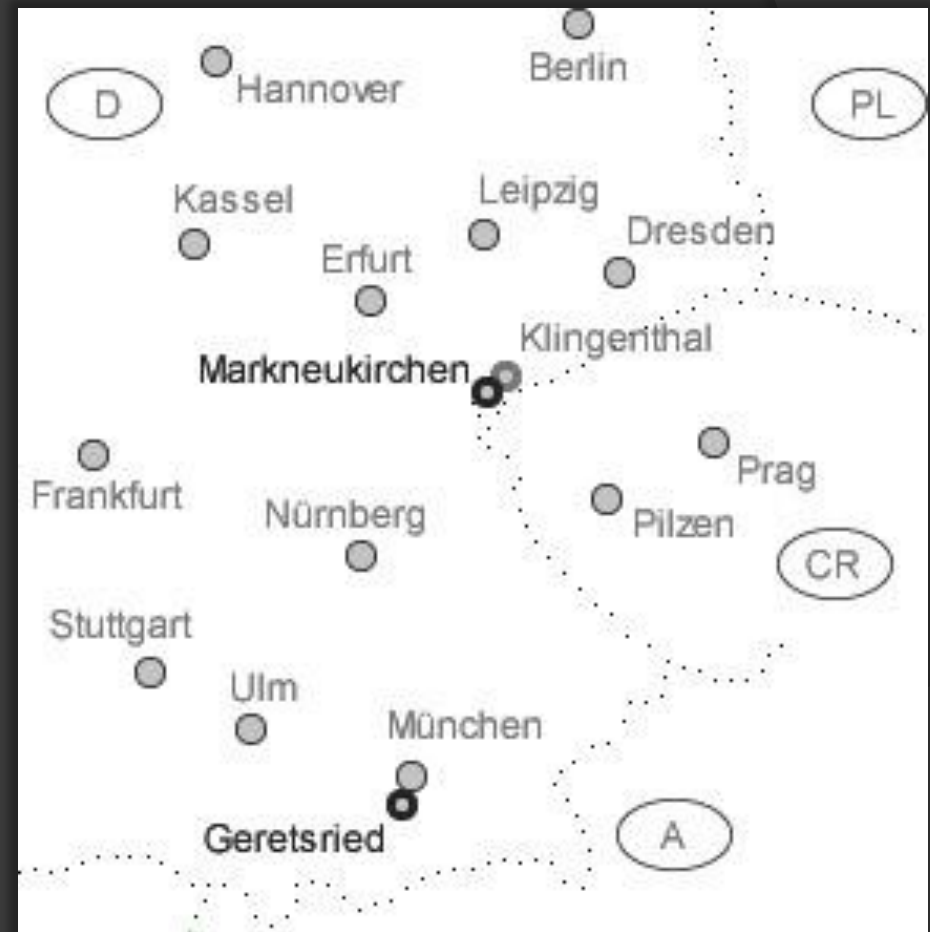 Berlin
Hannover
D
PL
Kassel
Leipzig
Dresden
Erfurt
Klingenthal
Markneukirchen
Prag
Frankfurt
Nürnberg
Pilzen
CR
Stuttgart
Ulm
München
A
Geretsried